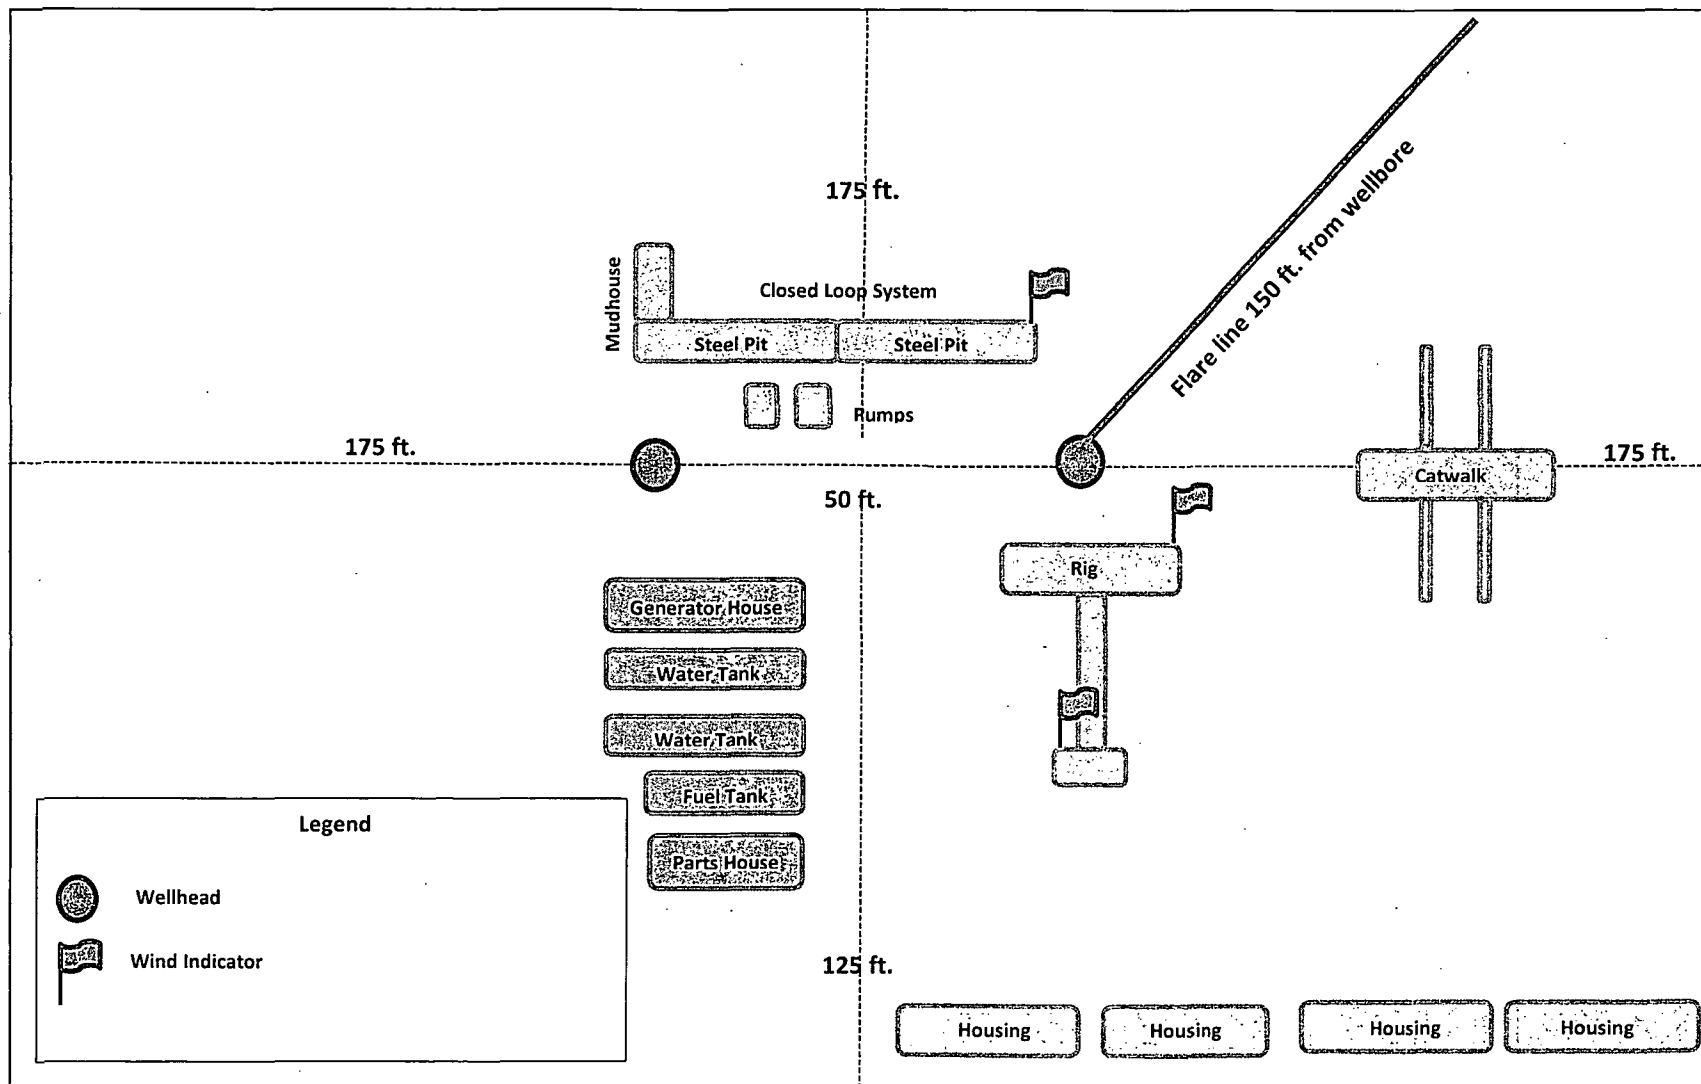 175 ft.
Flare line 150 ft. from wellbore
Mudhouse
Closed Loop System
Steel Pit
Steel Pit
Pumps
175 ft.
175 ft.
50 ft.
Catwalk
Rig
Generator House
Water Tank
Water Tank
Fuel Tank
Parts House
Legend
Wellhead
Wind Indicator
125 ft.
Housing
Housing
Housing
Housing